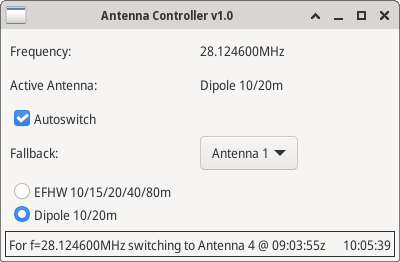 Antenna Controller v1.0
Frequency: 28.124600MHz
Active Antenna: Dipole 10/20m
Autoswitch
Fallback: Antenna 1
EFHW 10/15/20/40/80m
Dipole 10/20m
For f=28.124600MHz switching to Antenna 4 @ 09:03:55z 10:05:39